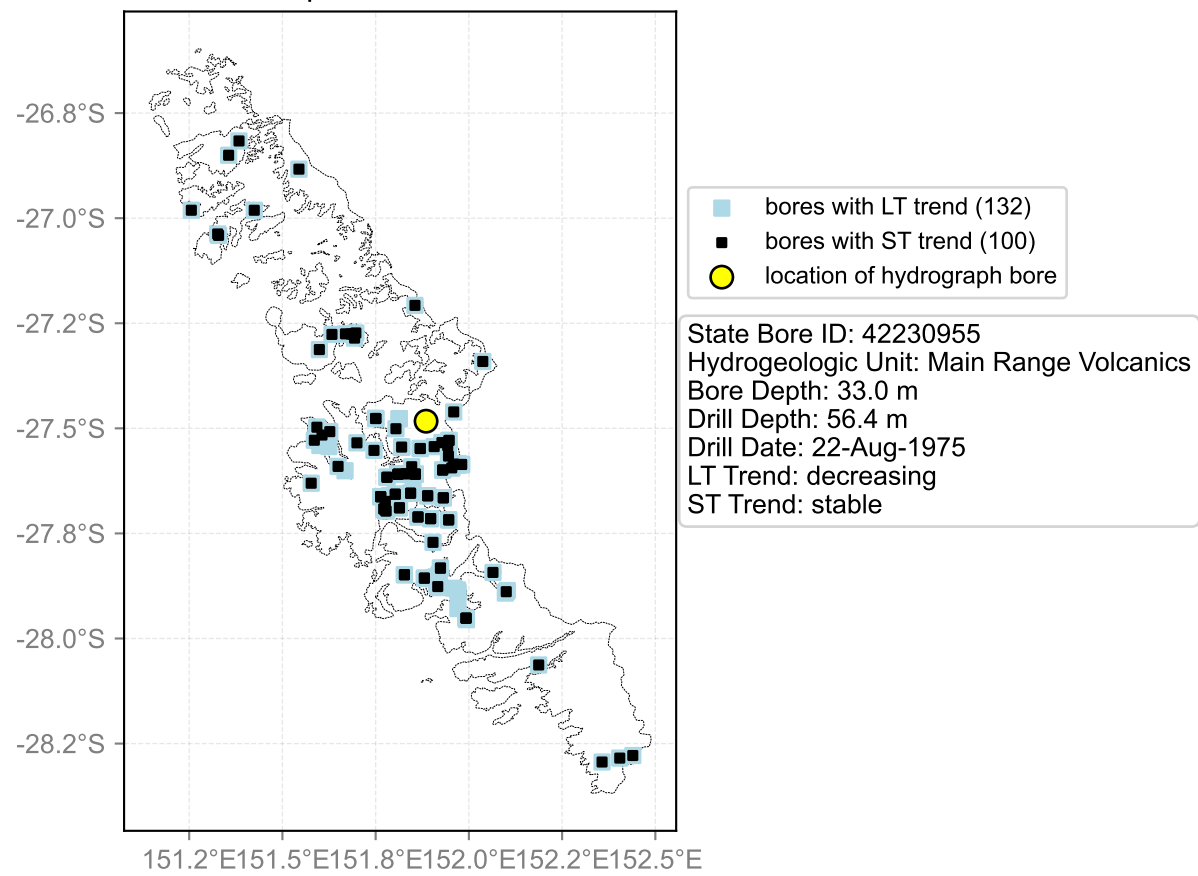 -26.8°S
-27.0°S
-27.2°S
-27.5°S
-27.8°S
-28.0°S
-28.2°S
151.2°E151.5°E151.8°E152.0°E152.2°E152.5°E
bores with LT trend (132)
bores with ST trend (100)
location of hydrograph bore
State Bore ID: 42230955
Hydrogeologic Unit: Main Range Volcanics
Bore Depth: 33.0 m
Drill Depth: 56.4 m
Drill Date: 22-Aug-1975
LT Trend: decreasing
ST Trend: stable